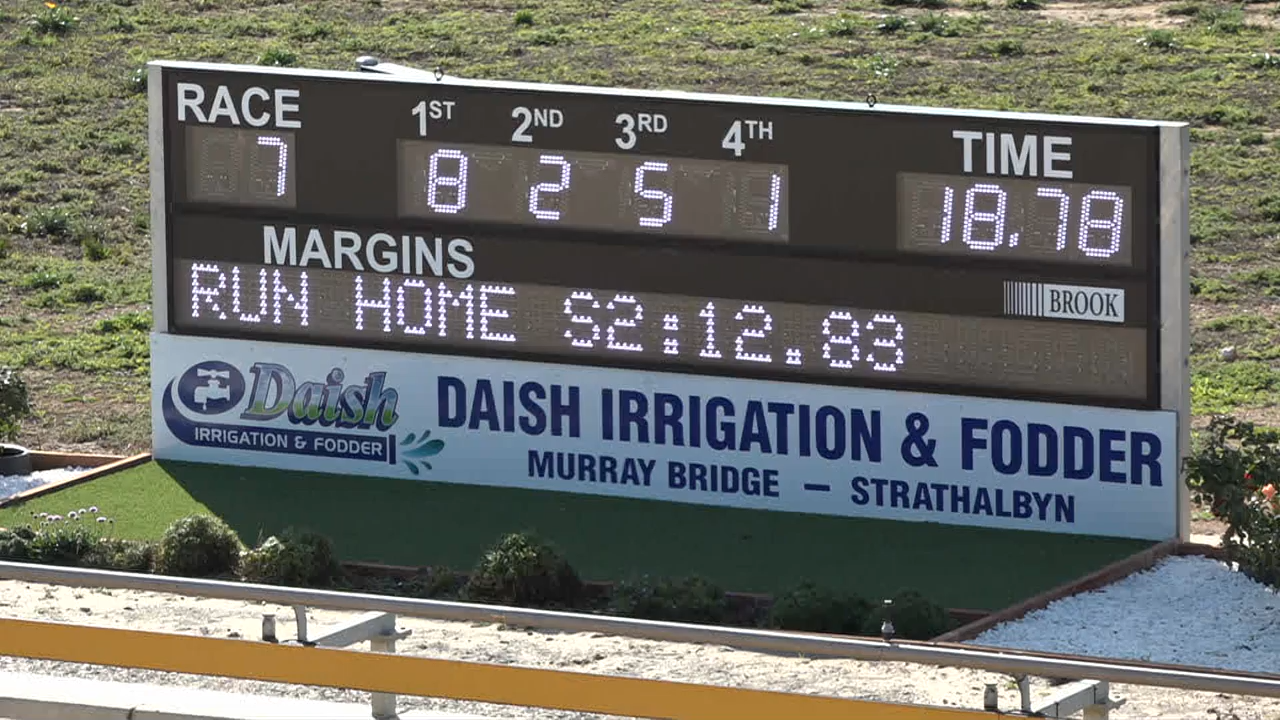 RACE 1ST 2ND 3RD 4TH TIME
7 8 2 5 1 18.78
MARGINS
RUN HOME S2:12.83
BROOK
Daish
IRRIGATION & FODDER
DAISH IRRIGATION & FODDER
MURRAY BRIDGE – STRATHALBYN